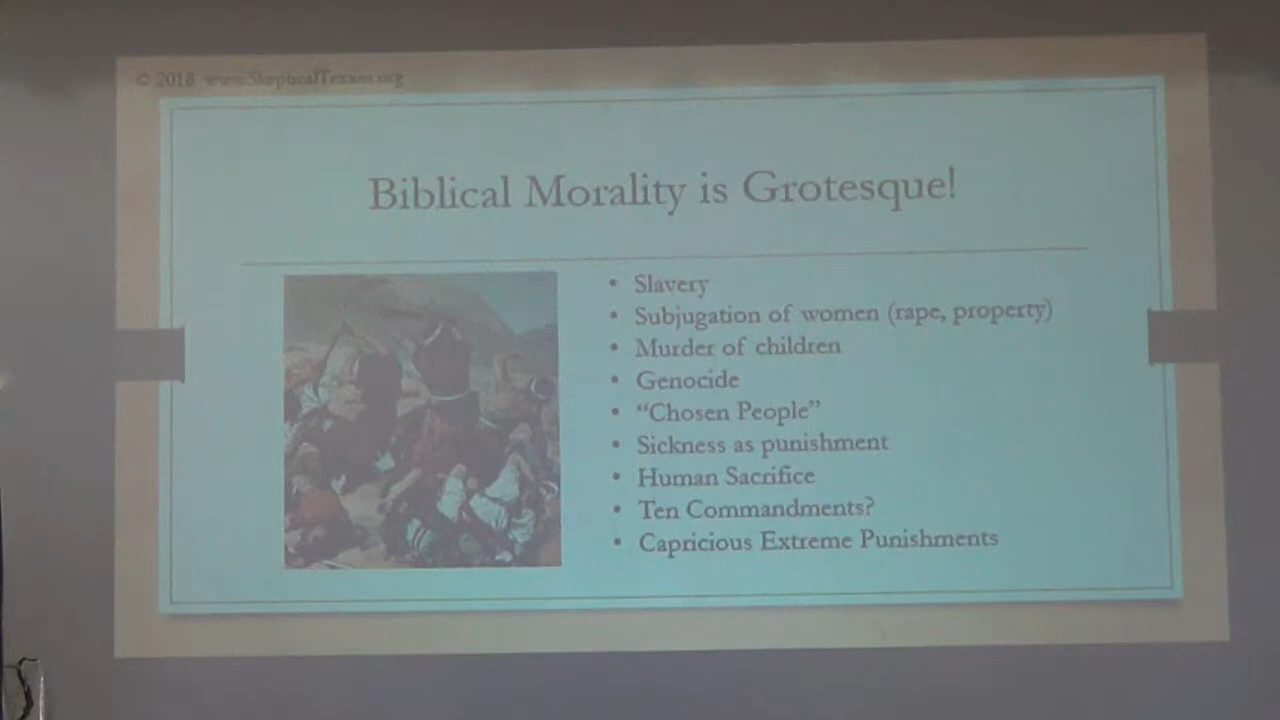 © 2018 www.SkepticalTexans.org
Biblical Morality is Grotesque!
• Slavery
• Subjugation of women (rape, property)
• Murder of children
• Genocide
• “Chosen People”
• Sickness as punishment
• Human Sacrifice
• Ten Commandments?
• Capricious Extreme Punishments